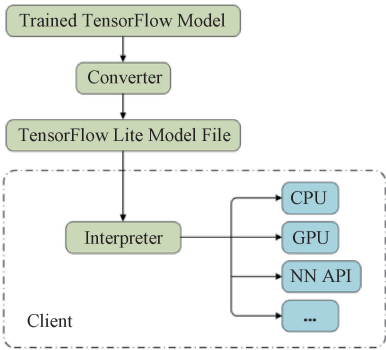 Trained TensorFlow Model
Converter
TensorFlow Lite Model File
Interpreter
CPU
GPU
NN API
...
Client